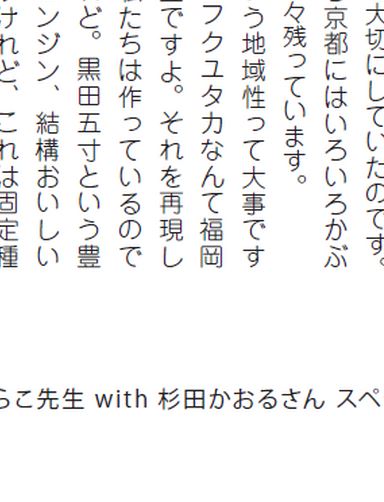 大切にしていたのです。
京都にはいろいろかぶ
々残っています。
う地域性って大事です
フクユタカなんて福岡
ですよ。それを再現し
たちは作っているので
ど。黒田五寸という豊
ンジン、結構おいしい
けれど、これは固定種
らこ先生 with 杉田かおるさん スペ